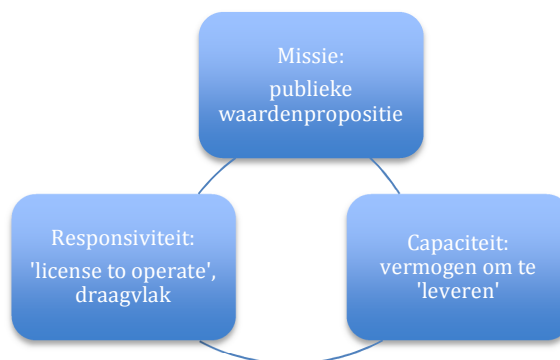 Missie:
publieke
waardenpropositie
Responsiviteit:
'license to operate',
draagvlak
Capaciteit:
vermogen om te
'leveren'